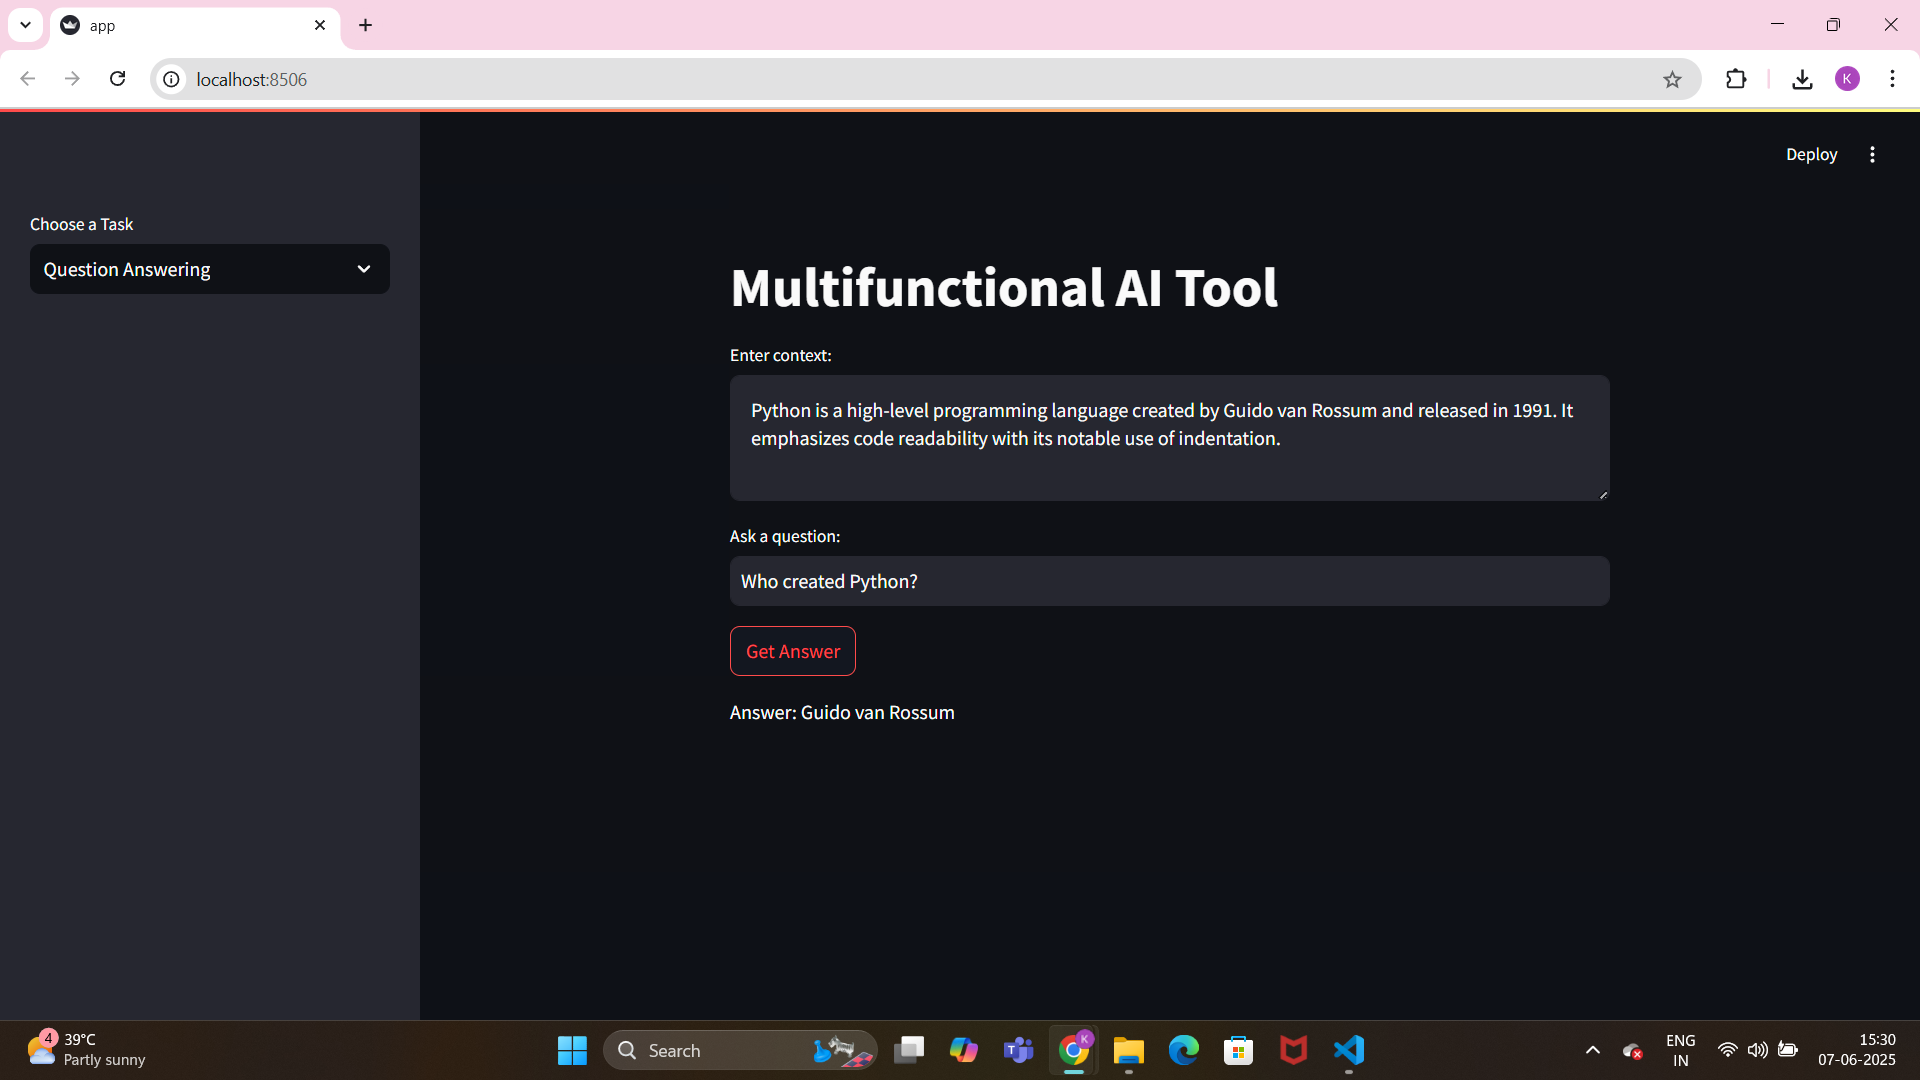 app
localhost:8506
Deploy
Choose a Task
Question Answering
Multifunctional AI Tool
Enter context:
Python is a high-level programming language created by Guido van Rossum and released in 1991. It
emphasizes code readability with its notable use of indentation.
Ask a question:
Who created Python?
Get Answer
Answer: Guido van Rossum
4
39°C
Partly sunny
Search
T
K
K
ENG
IN
15:30
07-06-2025